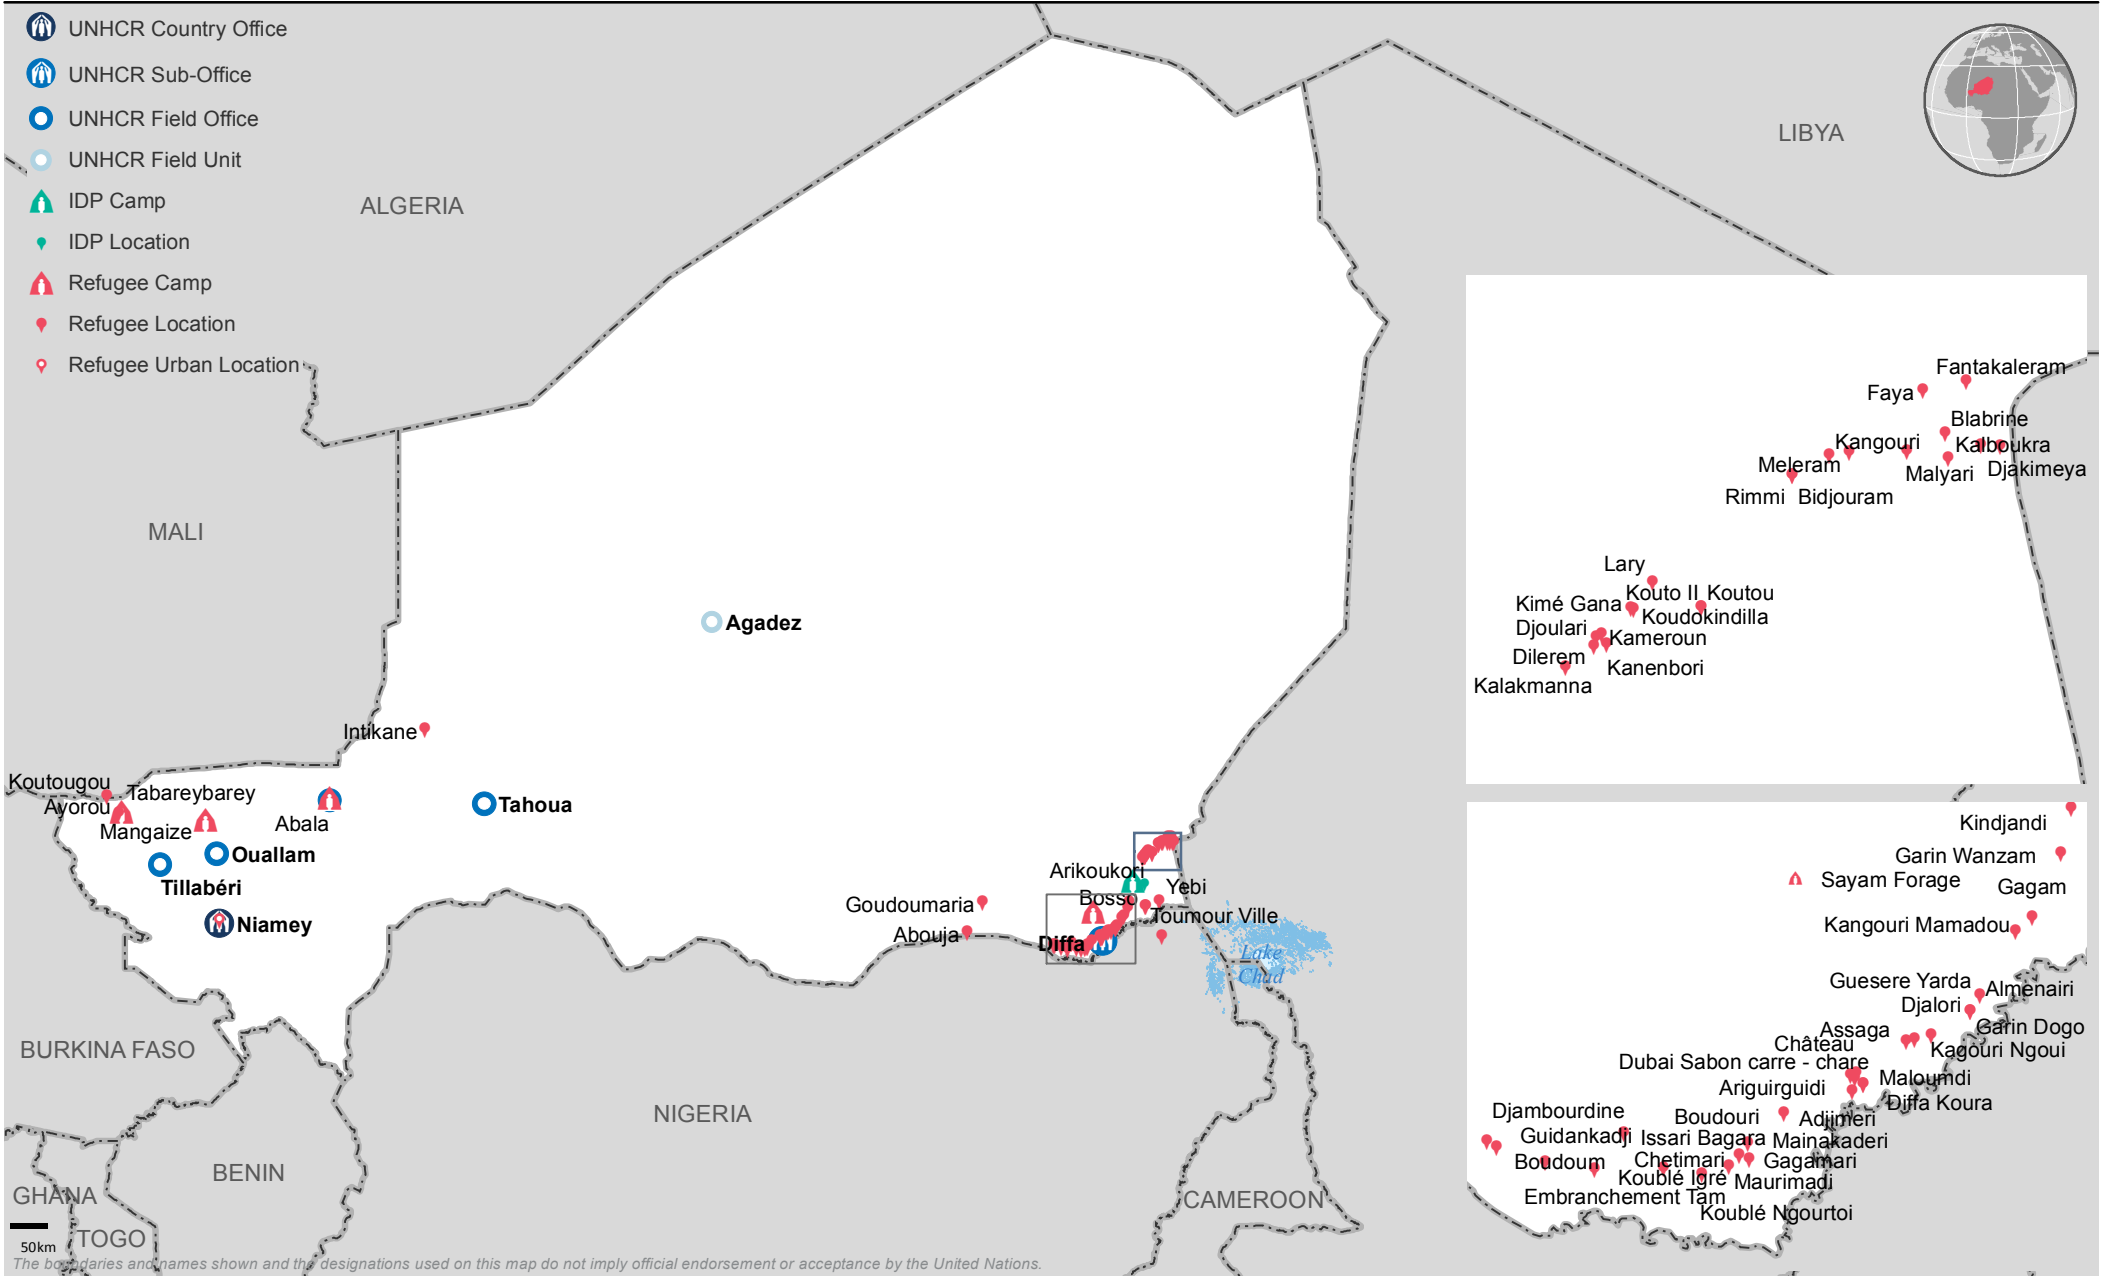 UNHCR Country Office
UNHCR Sub-Office
UNHCR Field Office
UNHCR Field Unit
IDP Camp
IDP Location
Refugee Camp
Refugee Location
Refugee Urban Location
ALGERIA
LIBYA
MALI
Agadez
Intikane
Koutougou
Ayorou
Tabareybarey
Mangaize
Abala
Tahoua
Ouallam
Tillabéri
Niamey
Arikoukori
Bosso
Yebi
Goudoumaria
Toumour Ville
Abouja
Diffa
Lake
Chad
BURKINA FASO
NIGERIA
BENIN
GHANA
TOGO
CAMEROON
50km
The boundaries and names shown and the designations used on this map do not imply official endorsement or acceptance by the United Nations.
Fantakaleram
Faya
Blabrine
Kangouri
Kalboukra
Meleram
Malyari
Djakimeya
Rimmi
Bidjouram
Lary
Kouto II
Koutou
Kimé Gana
Koudokindilla
Djoulari
Kameroun
Dilerem
Kanenbori
Kalakmanna
Kindjandi
Garin Wanzam
Sayam Forage
Gagam
Kangouri Mamadou
Guesere Yarda
Almenairi
Djalori
Garin Dogo
Assaga
Château
Kagouri Ngoui
Dubai Sabon carre - chare
Maloumdi
Ariguirguidi
Diffa Koura
Djambourdine
Boudouri
Adjimeri
Guidankadji
Issari Bagara
Mainakaderi
Boudoum
Chetimari
Gagamari
Koublé Igré
Maurimadi
Embranchement Tam
Koublé Ngourtoi